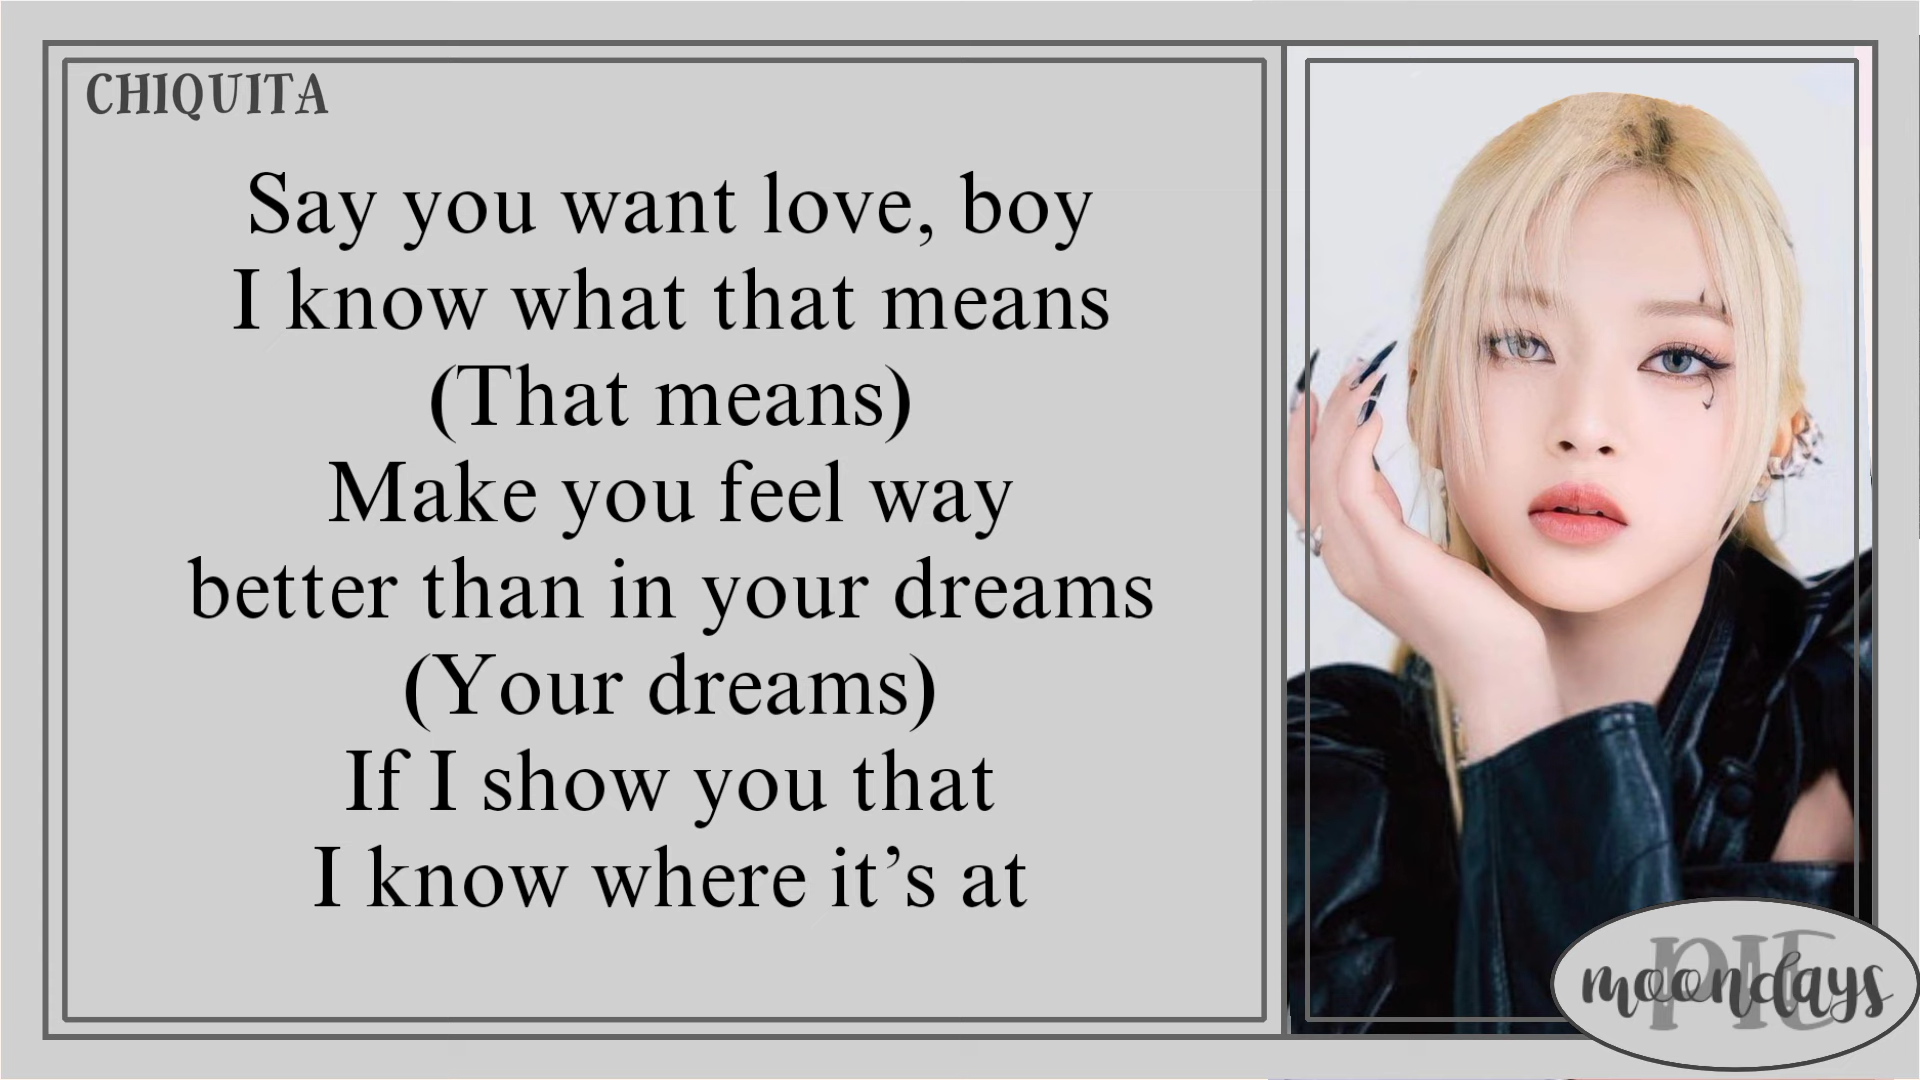 CHIQUITA
Say you want love, boy
I know what that means
(That means)
Make you feel way
better than in your dreams
(Your dreams)
If I show you that
I know where it’s at
moondays